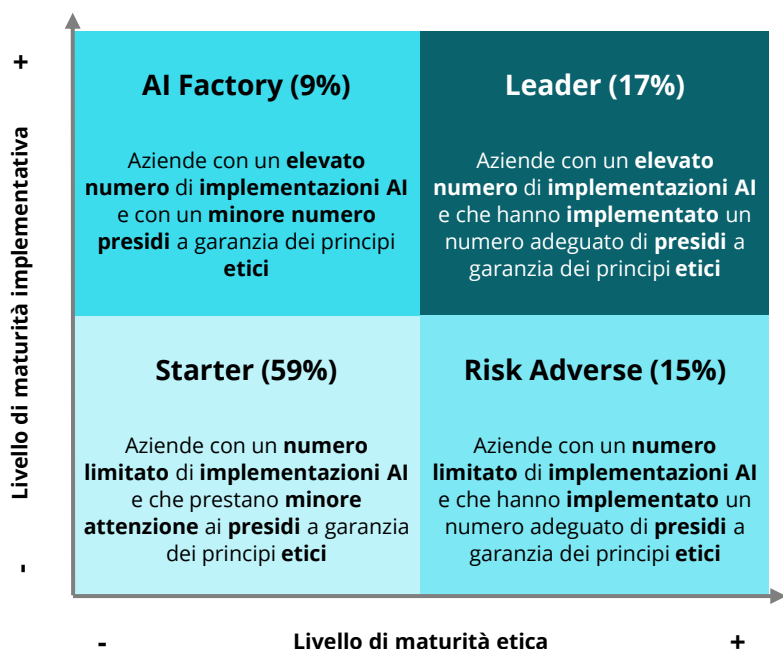 +
Livello di maturità implementativa
-
AI Factory (9%)
Aziende con un elevato
numero di implementazioni AI
e con un minore numero
presidi a garanzia dei principi
etici
Leader (17%)
Aziende con un elevato
numero di implementazioni AI
e che hanno implementato un
numero adeguato di presidi a
garanzia dei principi etici
Starter (59%)
Aziende con un numero
limitato di implementazioni AI
e che prestano minore
attenzione ai presidi a garanzia
dei principi etici
Risk Adverse (15%)
Aziende con un numero
limitato di implementazioni AI
e che hanno implementato un
numero adeguato di presidi a
garanzia dei principi etici
- Livello di maturità etica +